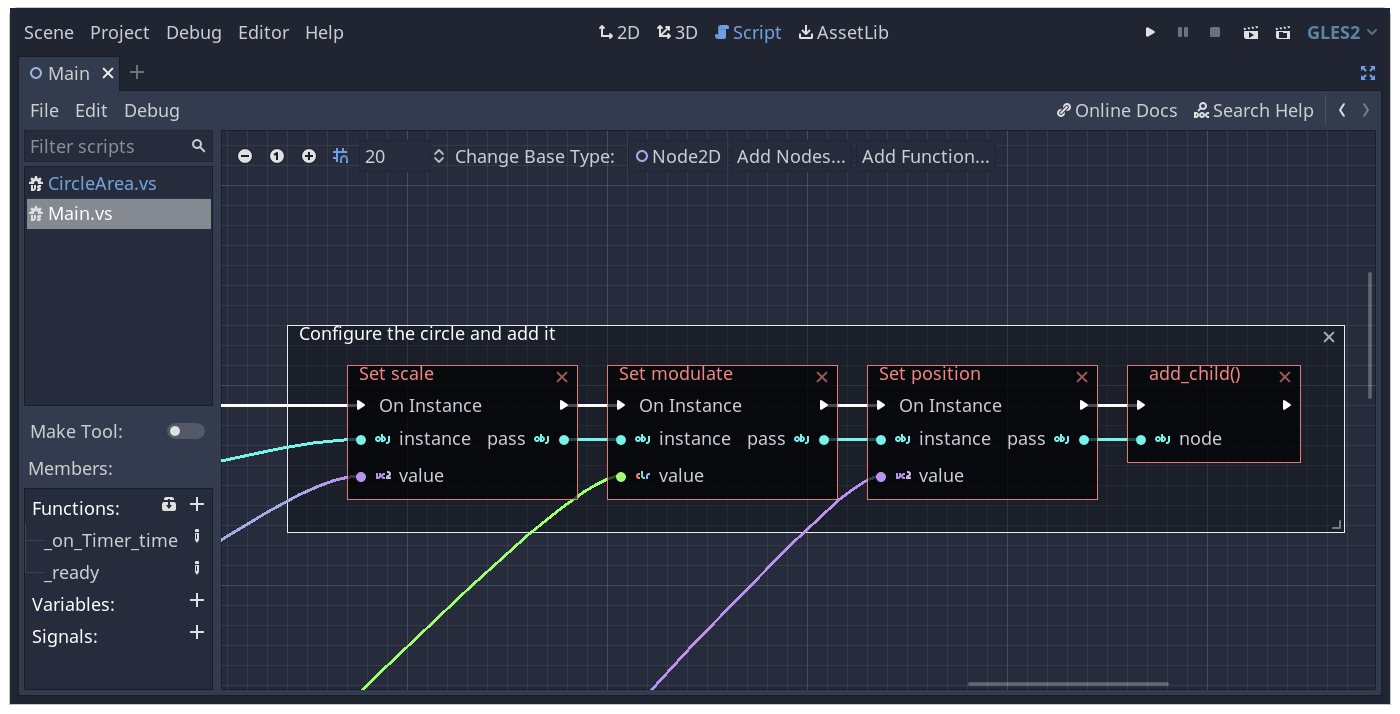 Scene Project Debug Editor Help 2D 3D Script AssetLib GLES2
Main
File Edit Debug Online Docs Search Help
Filter scripts
CircleArea.vs
Main.vs
Make Tool:
Members:
Functions:
_on_Timer_time
_ready
Variables:
Signals:
1 20 Change Base Type: Node2D Add Nodes... Add Function...
Configure the circle and add it
Set scale
On Instance
obj instance pass obj
vc2 value
Set modulate
On Instance
obj instance pass obj
clr value
Set position
On Instance
obj instance pass obj
vc2 value
add_child()
obj node